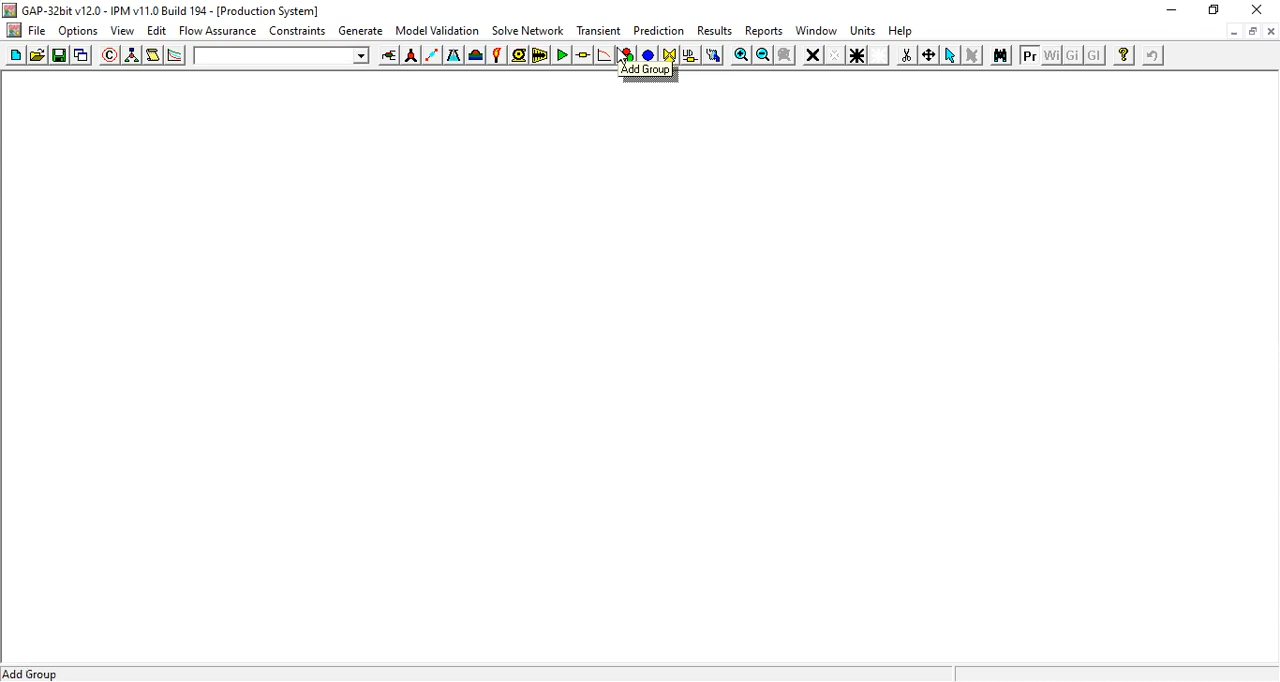 GAP-32bit v12.0 - IPM v11.0 Build 194 - [Production System]
File Options View Edit Flow Assurance Constraints Generate Model Validation Solve Network Transient Prediction Results Reports Window Units Help
Pr Wi Gi Gl
Add Group
Add Group